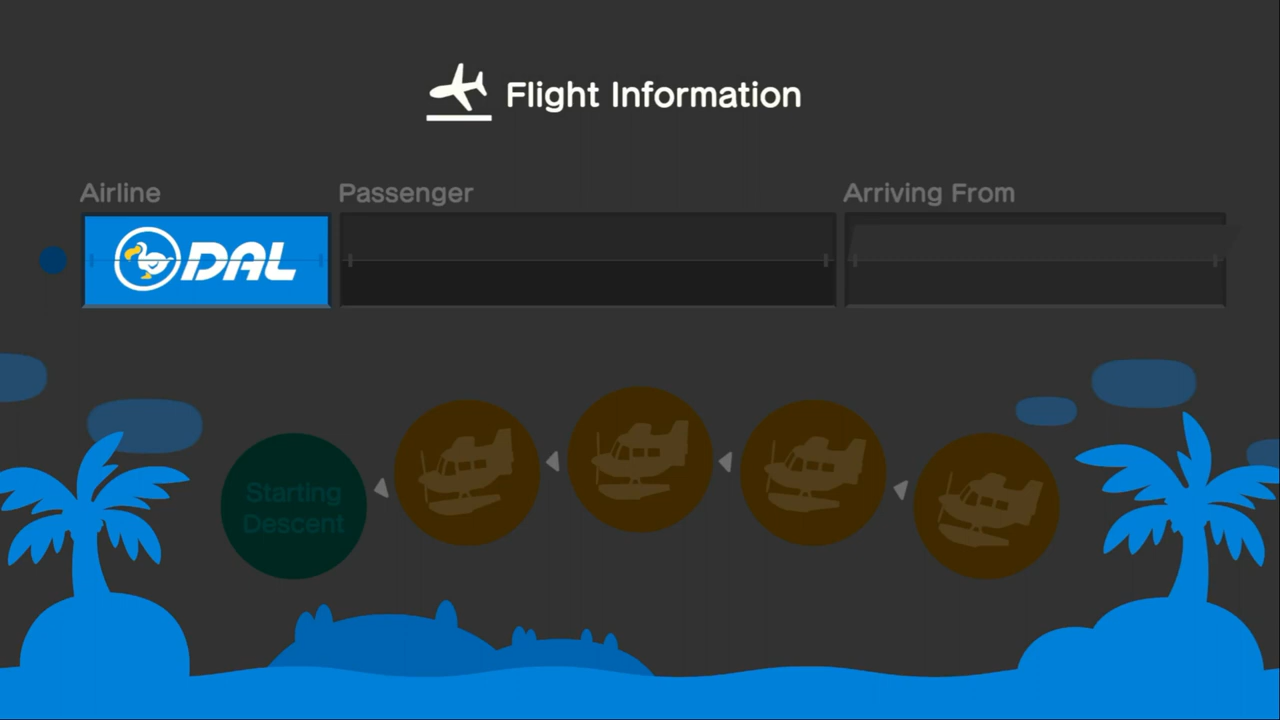 Flight Information
Airline
Passenger
Arriving From
DAL
Starting
Descent